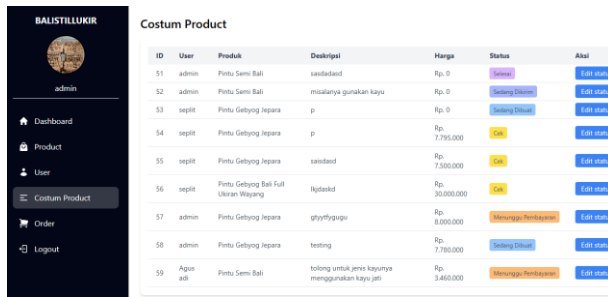 BALISTILLUKIR
admin
Dashboard
Product
User
Costum Product
Order
Logout
Costum Product
ID User Produk Deskripsi Harga Status Aksi
51 admin Pintu Semi Bali sasdadasd Rp. 0 Selesai Edit statu
52 admin Pintu Semi Bali misalanya gunakan kayu Rp. 0 Sedang Dikirim Edit statu
53 seplit Pintu Gebyog Jepara p Rp. 0 Sedang Dibuat Edit statu
54 seplit Pintu Gebyog Jepara p Rp. 7.795.000 Cek Edit statu
55 seplit Pintu Gebyog Jepara Rp. 7.500.000 Cek Edit statu
56 seplit Pintu Gebyog Bali Full Ukiran Wayang lkjdaskd Rp. 30.000.000 Cek Edit statu
57 admin Pintu Gebyog Jepara gtyytfygugu Rp. 8.000.000 Menunggu Pembayaran Edit statu
58 admin Pintu Gebyog Jepara testing Rp. 7.780.000 Sedang Dibuat Edit statu
59 Agus adi Pintu Semi Bali tolong untuk jenis kayunya menggunakan kayu jati Rp. 3.460.000 Menunggu Pembayaran Edit statu